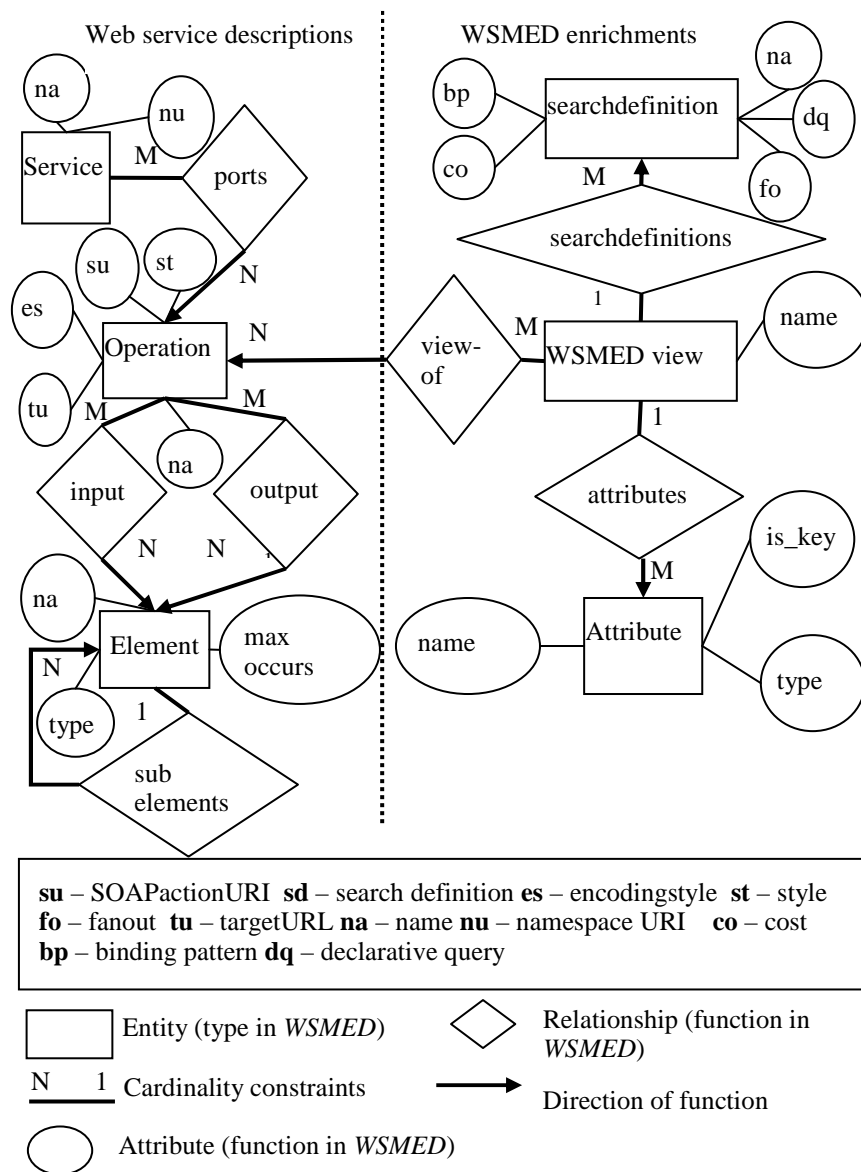 Web service descriptions
WSMED enrichments
na
nu
Service
M
ports
N
su
st
es
Operation
tu
M
M
na
input
output
N
N
na
Element
max
occurs
N
type
1
sub
elements
bp
co
searchdefinition
na
dq
fo
M
searchdefinitions
1
N
view-
of
M
WSMED view
name
1
attributes
M
is_key
name
Attribute
type
su – SOAPactionURI sd – search definition es – encodingstyle st – style
fo – fanout tu – targetURL na – name nu – namespace URI co – cost
bp – binding pattern dq – declarative query
Entity (type in WSMED)
Relationship (function in
WSMED)
N 1 Cardinality constraints
Direction of function
Attribute (function in WSMED)